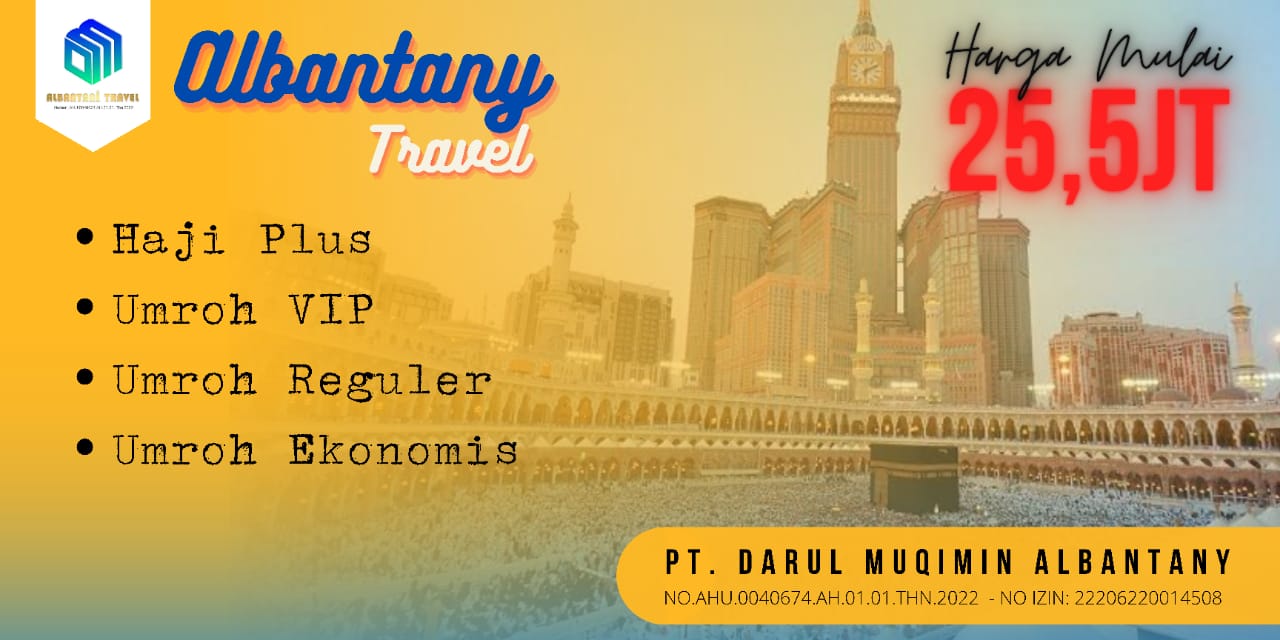 ALBANTANI TRAVEL
Albantany
Travel
Harga Mulai
25,5JT
• Haji Plus
• Umroh VIP
• Umroh Reguler
• Umroh Ekonomis
PT. DARUL MUQIMIN ALBANTANY
NO.AHU.0040674.AH.01.01.THN.2022 - NO IZIN: 22206220014508